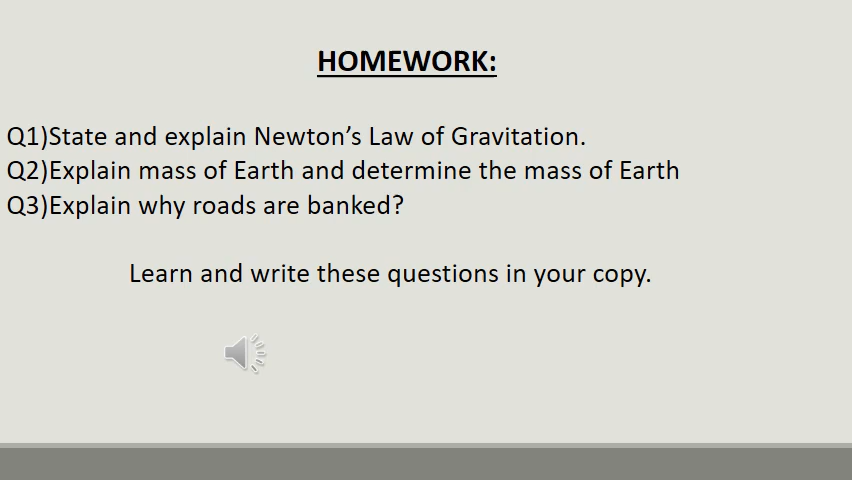 HOMEWORK:
Q1)State and explain Newton’s Law of Gravitation.
Q2)Explain mass of Earth and determine the mass of Earth
Q3)Explain why roads are banked?
Learn and write these questions in your copy.